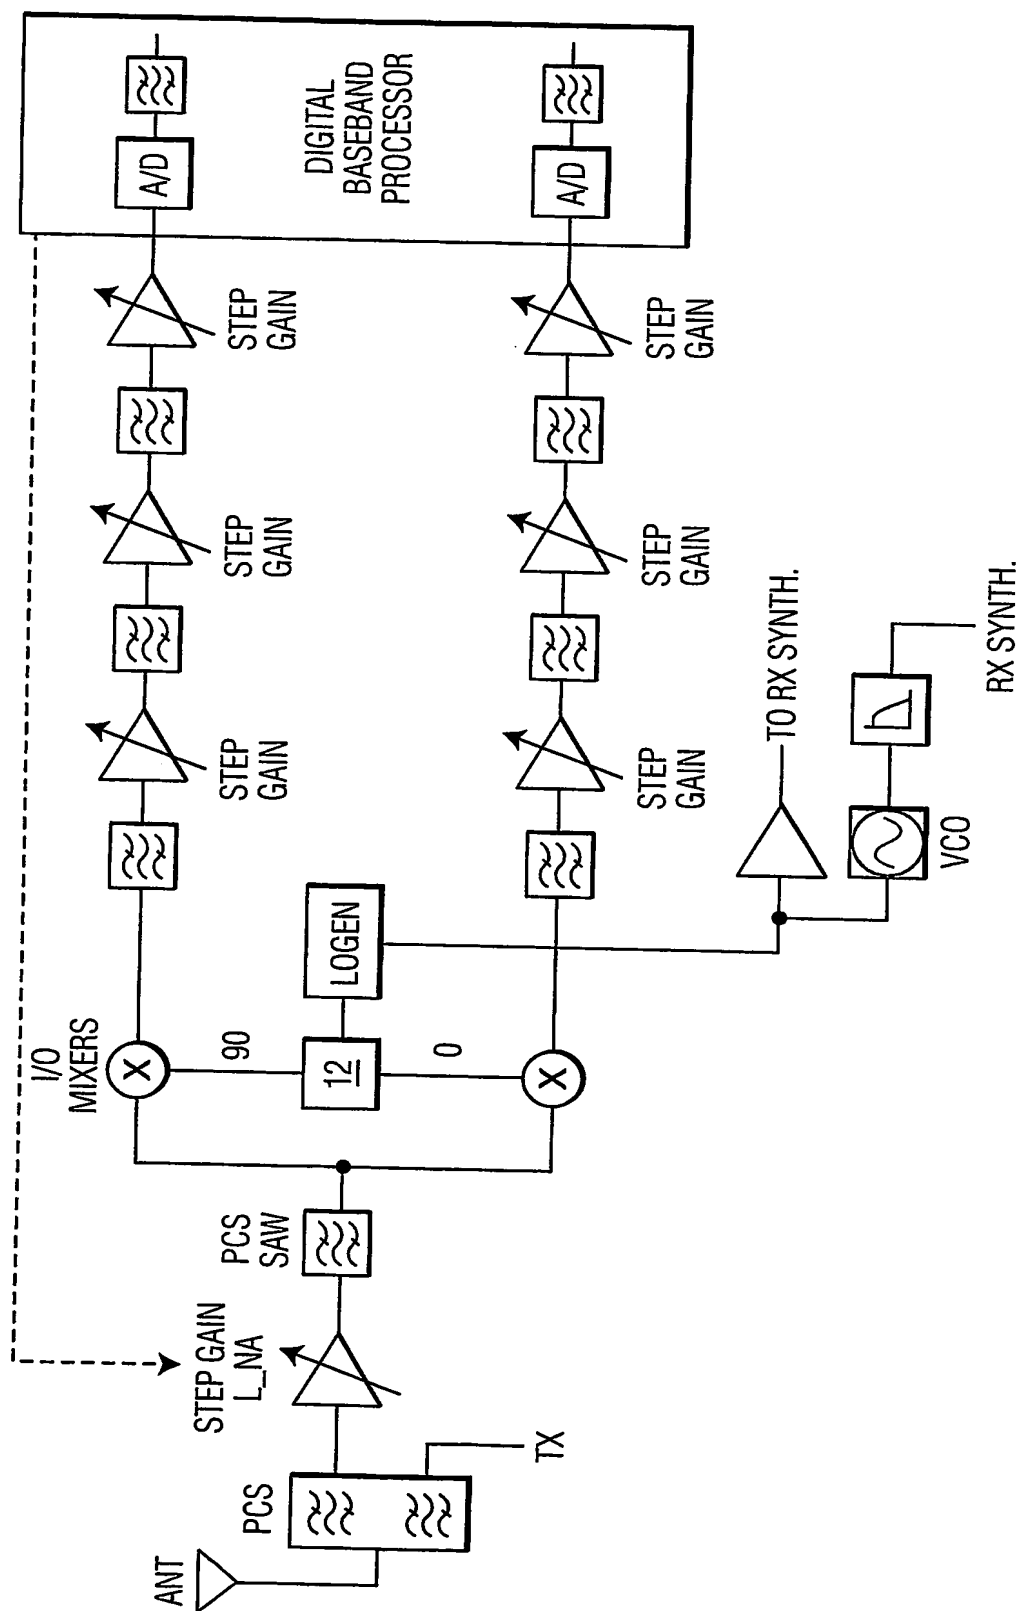 ANT
PCS
TX
STEP GAIN
L_NA
PCS
SAW
I/O
MIXERS
X
90
12
0
X
LOGEN
STEP
GAIN
STEP
GAIN
STEP
GAIN
STEP
GAIN
STEP
GAIN
STEP
GAIN
A/D
A/D
DIGITAL
BASEBAND
PROCESSOR
TO RX SYNTH.
VCO
RX SYNTH.